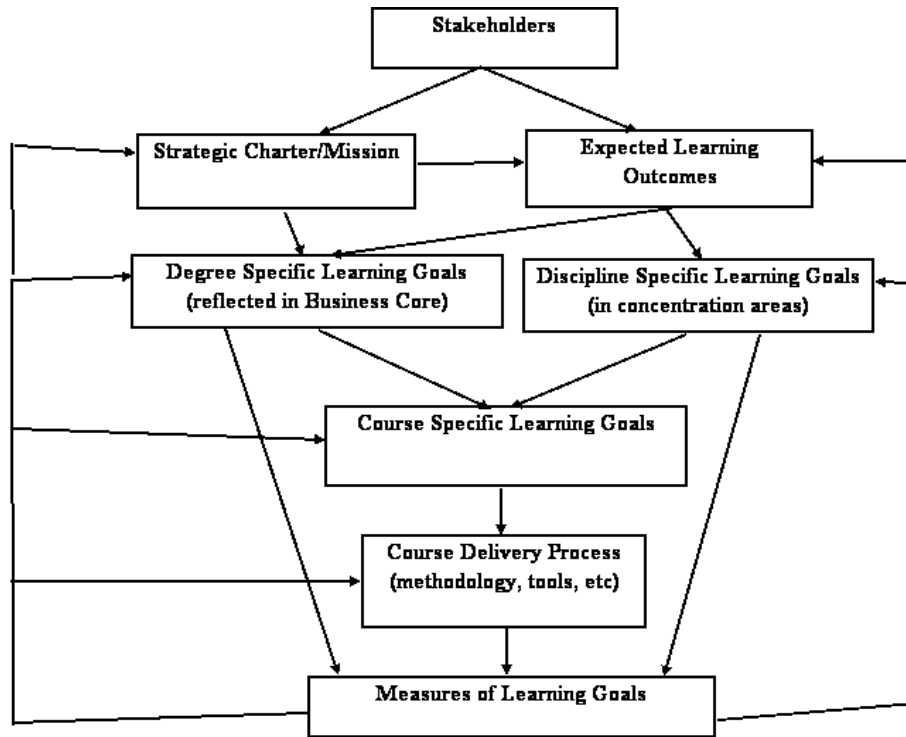 Stakeholders
Strategic Charter/Mission
Expected Learning
Outcomes
Degree Specific Learning Goals
(reflected in Business Core)
Discipline Specific Learning Goals
(in concentration areas)
Course Specific Learning Goals
Course Delivery Process
(methodology, tools, etc)
Measures of Learning Goals